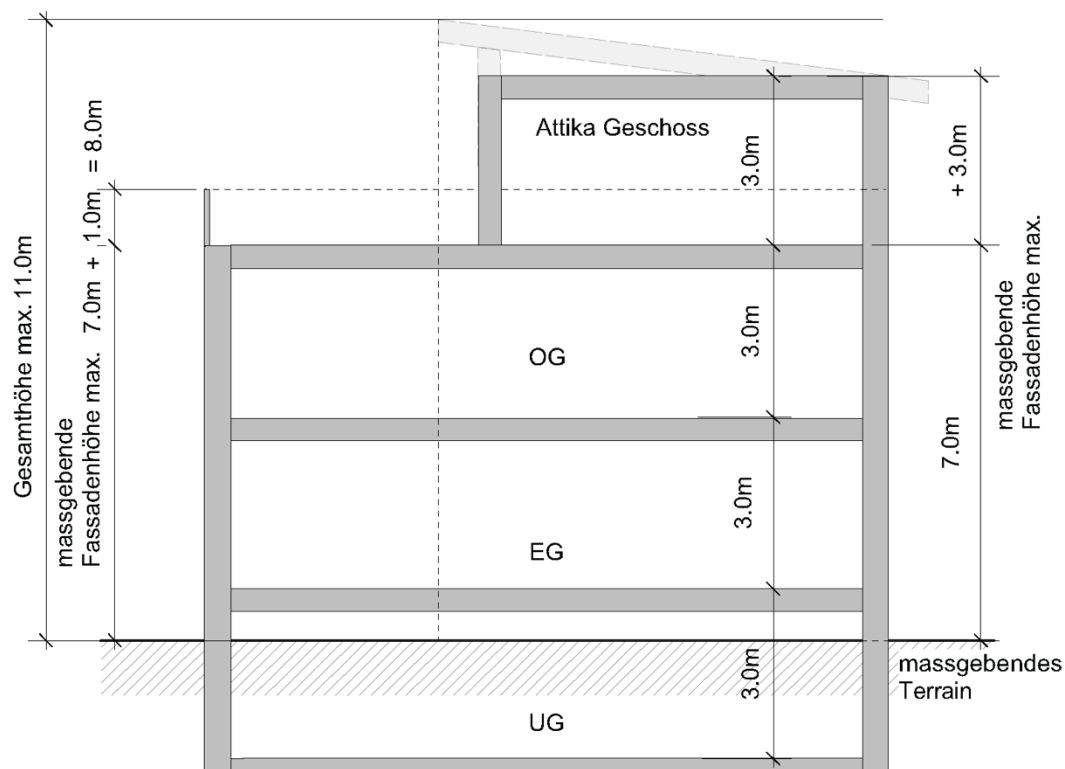 Gesamthöhe max. 11.0m
massgebende
Fassadenhöhe max. 7.0m + 1.0m = 8.0m
Attika Geschoss
3.0m
+ 3.0m
massgebende
Fassadenhöhe max.
7.0m
OG
3.0m
EG
3.0m
massgebendes
Terrain
UG
3.0m